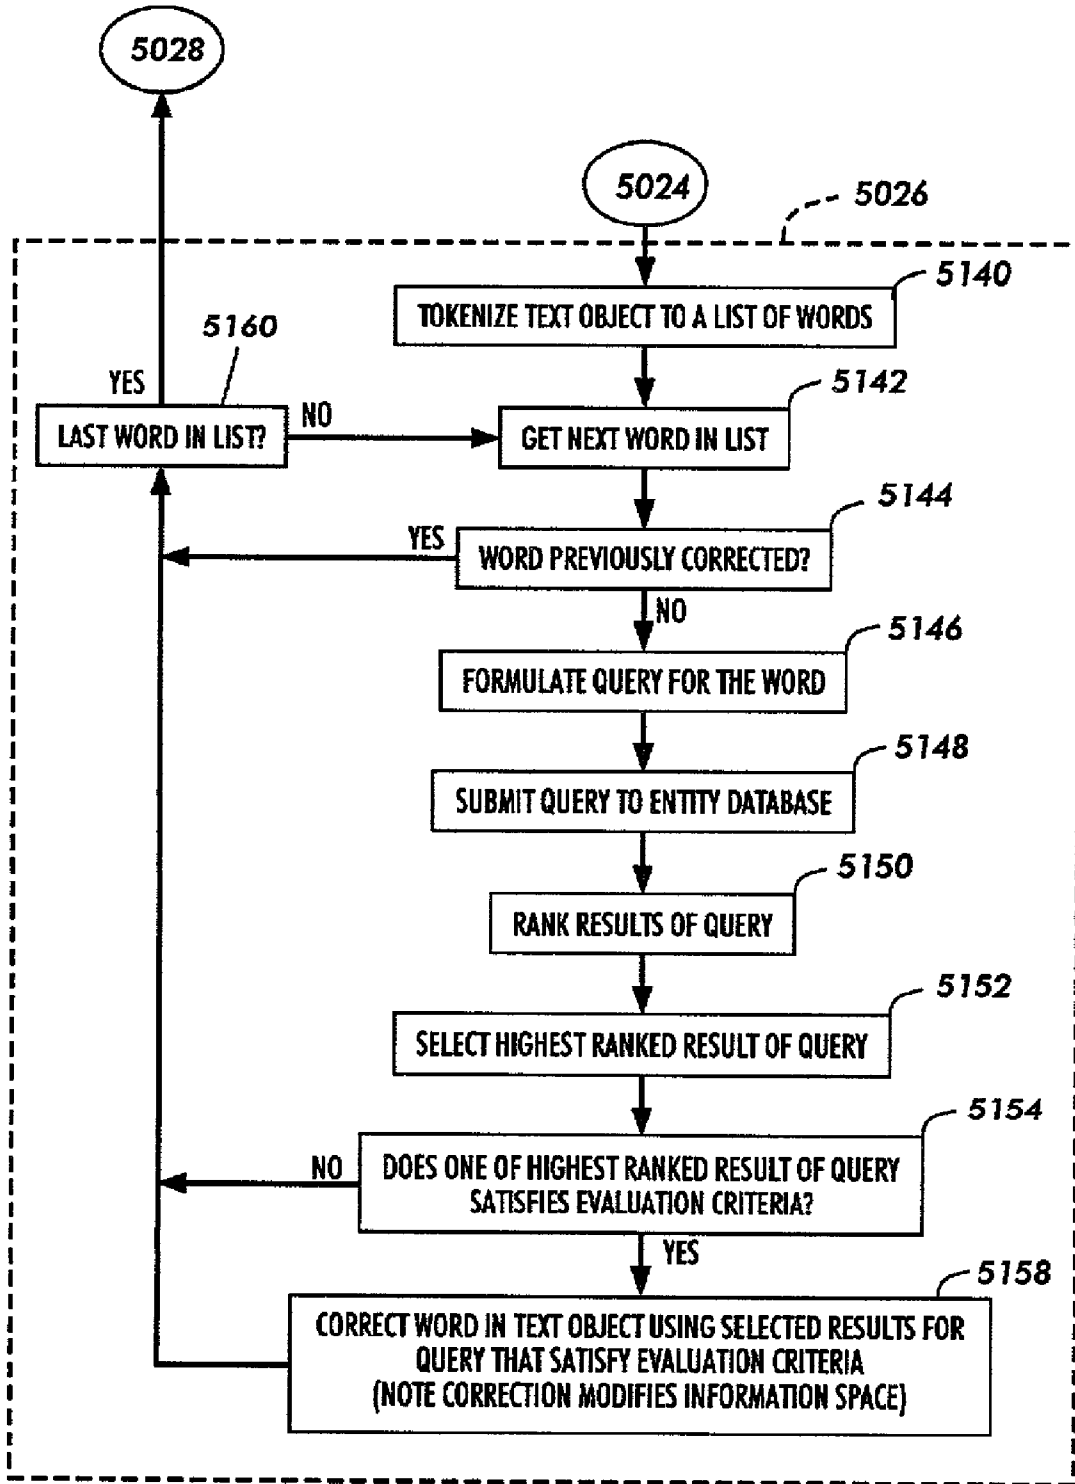 5028
5024
5026
5140
TOKENIZE TEXT OBJECT TO A LIST OF WORDS
5160
YES
LAST WORD IN LIST?
NO
5142
GET NEXT WORD IN LIST
5144
YES
WORD PREVIOUSLY CORRECTED?
NO
5146
FORMULATE QUERY FOR THE WORD
5148
SUBMIT QUERY TO ENTITY DATABASE
5150
RANK RESULTS OF QUERY
5152
SELECT HIGHEST RANKED RESULT OF QUERY
5154
NO
DOES ONE OF HIGHEST RANKED RESULT OF QUERY
SATISFIES EVALUATION CRITERIA?
YES
5158
CORRECT WORD IN TEXT OBJECT USING SELECTED RESULTS FOR
QUERY THAT SATISFY EVALUATION CRITERIA
(NOTE CORRECTION MODIFIES INFORMATION SPACE)